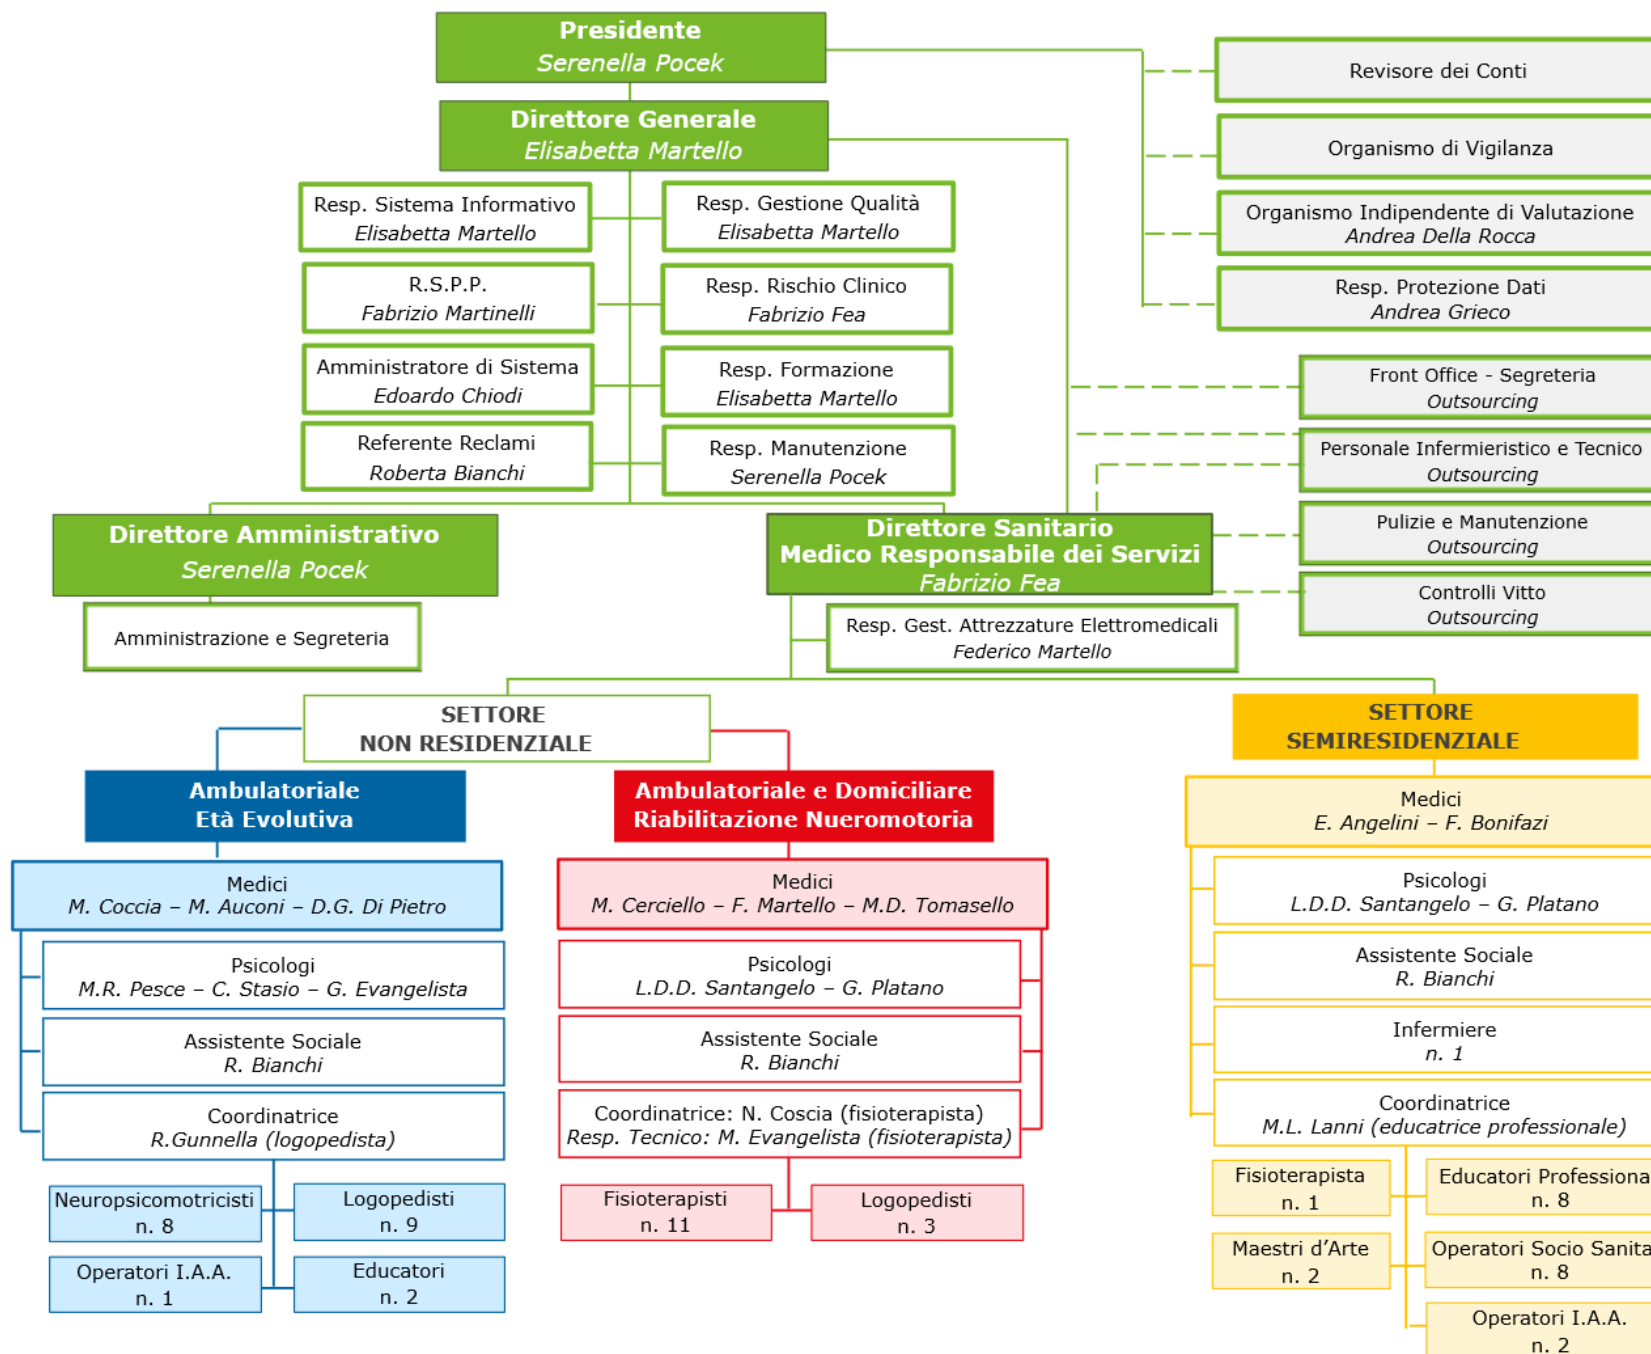 Presidente
Serenella Pocek
Direttore Generale
Elisabetta Martello
Revisore dei Conti
Organismo di Vigilanza
Organismo Indipendente di Valutazione
Andrea Della Rocca
Resp. Protezione Dati
Andrea Grieco
Resp. Sistema Informativo
Elisabetta Martello
Resp. Gestione Qualità
Elisabetta Martello
R.S.P.P.
Fabrizio Martinelli
Resp. Rischio Clinico
Fabrizio Fea
Amministratore di Sistema
Edoardo Chiodi
Resp. Formazione
Elisabetta Martello
Referente Reclami
Roberta Bianchi
Resp. Manutenzione
Serenella Pocek
Front Office - Segreteria
Outsourcing
Personale Infermieristico e Tecnico
Outsourcing
Pulizie e Manutenzione
Outsourcing
Controlli Vitto
Outsourcing
Direttore Amministrativo
Serenella Pocek
Amministrazione e Segreteria
Direttore Sanitario
Medico Responsabile dei Servizi
Fabrizio Fea
Resp. Gest. Attrezzature Elettromedicali
Federico Martello
SETTORE
NON RESIDENZIALE
SETTORE
SEMIRESIDENZIALE
Ambulatoriale
Età Evolutiva
Medici
M. Coccia – M. Auconi – D.G. Di Pietro
Psicologi
M.R. Pesce – C. Stasio – G. Evangelista
Assistente Sociale
R. Bianchi
Coordinatrice
R.Gunnella (logopedista)
Neuropsicomotricisti
n. 8
Logopedisti
n. 9
Operatori I.A.A.
n. 1
Educatori
n. 2
Ambulatoriale e Domiciliare
Riabilitazione Nueromotoria
Medici
M. Cerciello – F. Martello – M.D. Tomasello
Psicologi
L.D.D. Santangelo – G. Platano
Assistente Sociale
R. Bianchi
Coordinatrice: N. Coscia (fisioterapista)
Resp. Tecnico: M. Evangelista (fisioterapista)
Fisioterapisti
n. 11
Logopedisti
n. 3
Medici
E. Angelini – F. Bonifazi
Psicologi
L.D.D. Santangelo – G. Platano
Assistente Sociale
R. Bianchi
Infermiere
n. 1
Coordinatrice
M.L. Lanni (educatrice professionale)
Fisioterapista
n. 1
Educatori Professiona
n. 8
Maestri d’Arte
n. 2
Operatori Socio Sanita
n. 8
Operatori I.A.A.
n. 2